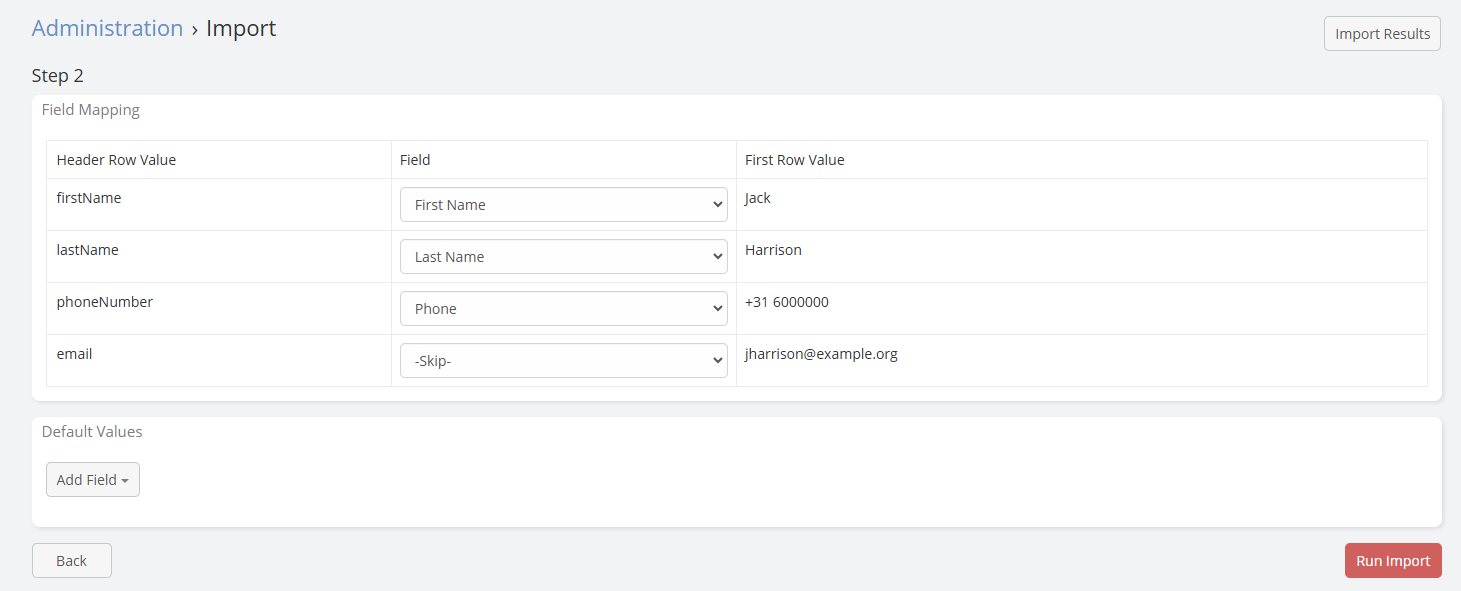 Administration › Import
Import Results
Step 2
Field Mapping
Header Row Value Field First Row Value
firstName First Name Jack
lastName Last Name Harrison
phoneNumber Phone +31 6000000
email -Skip- jharrison@example.org
Default Values
Add Field
Back Run Import